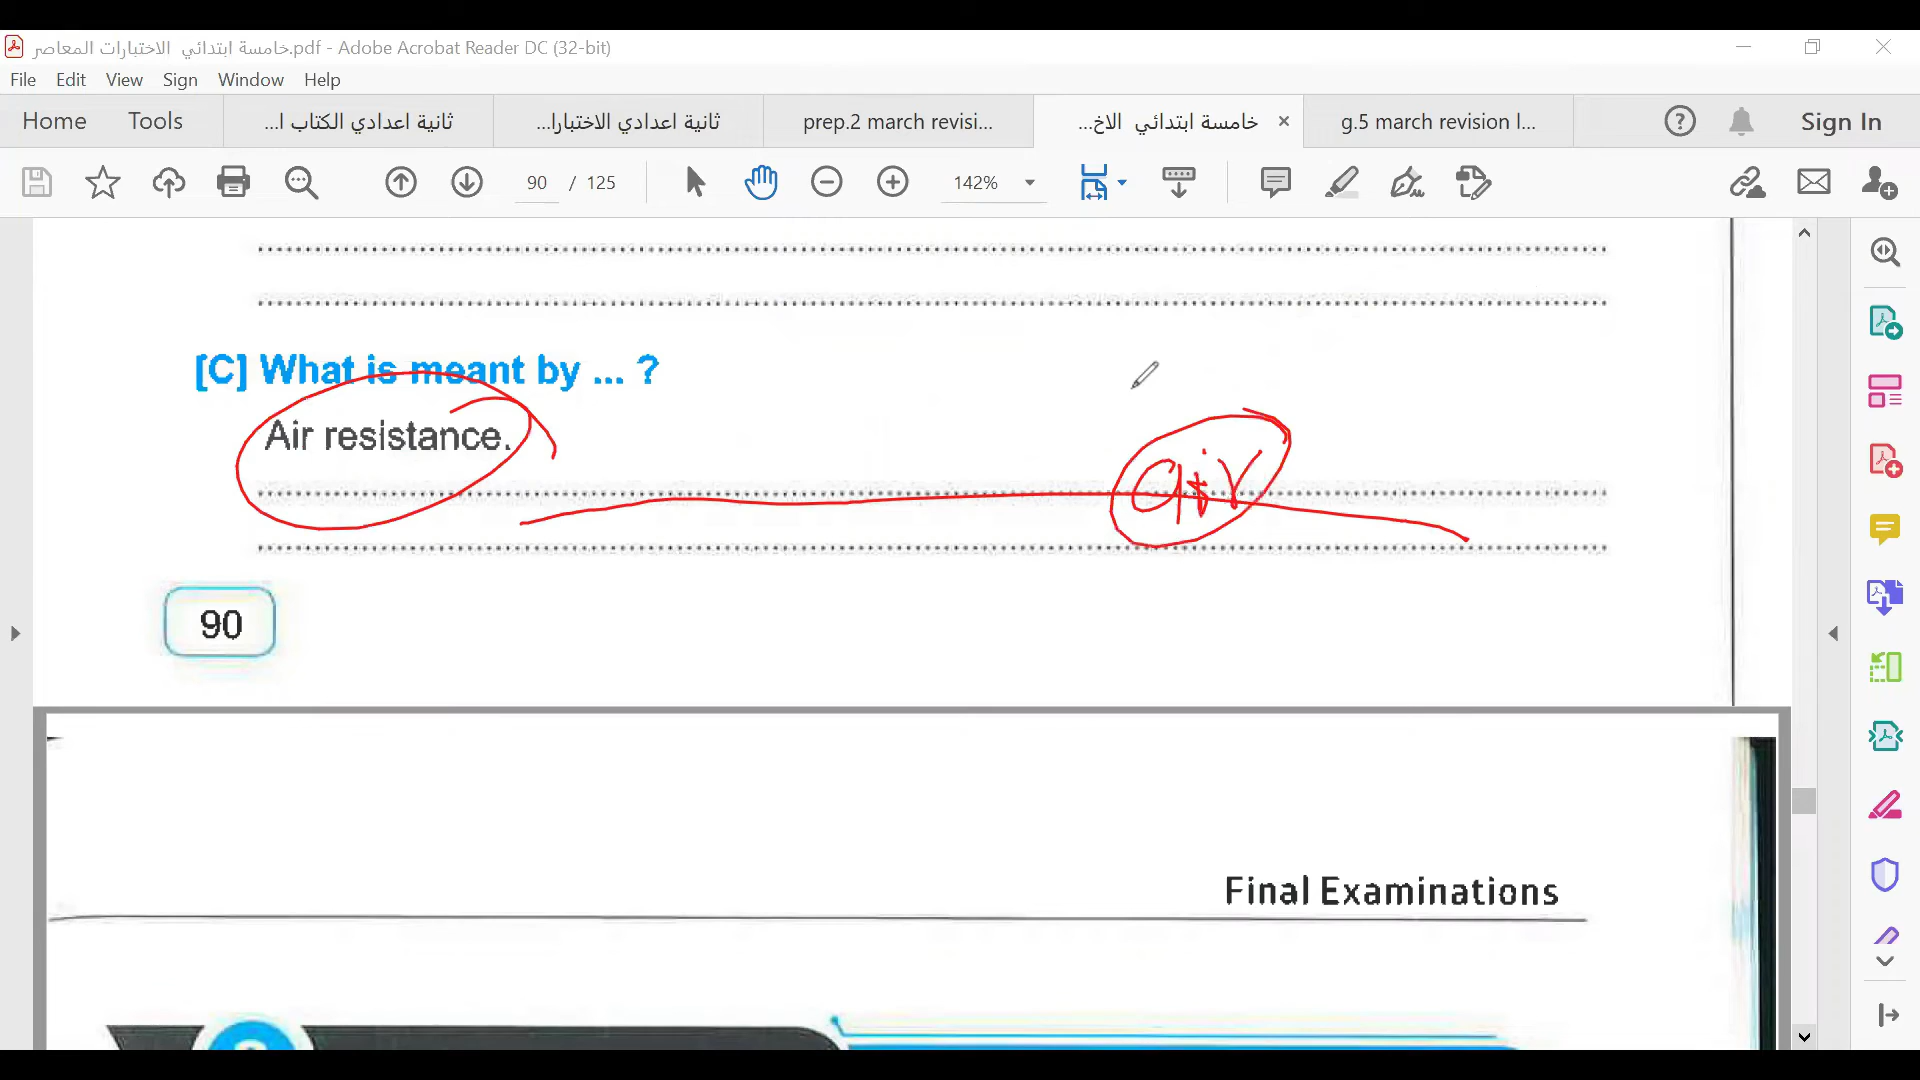 خامسة ابتدائي  الاختبارات المعاصر.pdf - Adobe Acrobat Reader DC (32-bit)
File Edit View Sign Window Help
Home Tools ثانية اعدادي الكتاب ا... ثانية اعدادي الاختبارا... prep.2 march revisi... خامسة ابتدائي  الاخ... g.5 march revision l... Sign In
90 / 125 142%
[C] What is meant by ... ?
Air resistance.
air
90
Final Examinations